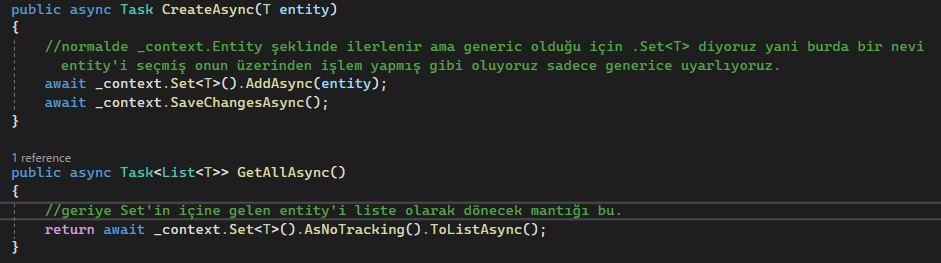 public async Task CreateAsync(T entity)
{
//normalde _context.Entity şeklinde ilerlenir ama generic olduğu için .Set<T> diyoruz yani burda bir nevi
entity'i seçmiş onun üzerinden işlem yapmış gibi oluyoruz sadece generice uyarlıyoruz.
await _context.Set<T>().AddAsync(entity);
await _context.SaveChangesAsync();
}
1 reference
public async Task<List<T>> GetAllAsync()
{
//geriye Set'in içine gelen entity'i liste olarak dönecek mantığı bu.
return await _context.Set<T>().AsNoTracking().ToListAsync();
}